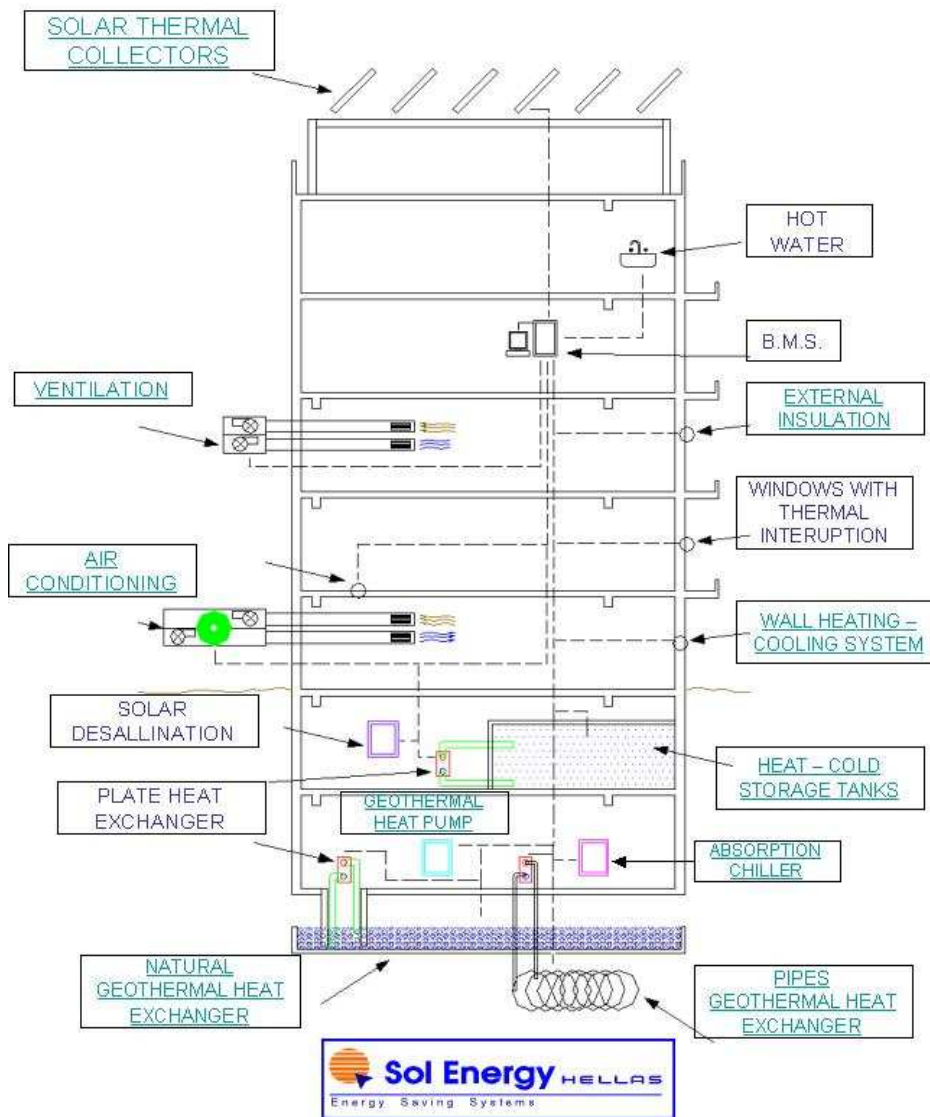 SOLAR THERMAL
COLLECTORS
HOT
WATER
B.M.S.
VENTILATION
EXTERNAL
INSULATION
WINDOWS WITH
THERMAL
INTERUPTION
AIR
CONDITIONING
WALL HEATING –
COOLING SYSTEM
SOLAR
DESALLINATION
HEAT – COLD
STORAGE TANKS
PLATE HEAT
EXCHANGER
GEOTHERMAL
HEAT PUMP
ABSORPTION
CHILLER
NATURAL
GEOTHERMAL HEAT
EXCHANGER
PIPES
GEOTHERMAL HEAT
EXCHANGER
Sol Energy HELLAS
Energy Saving Systems